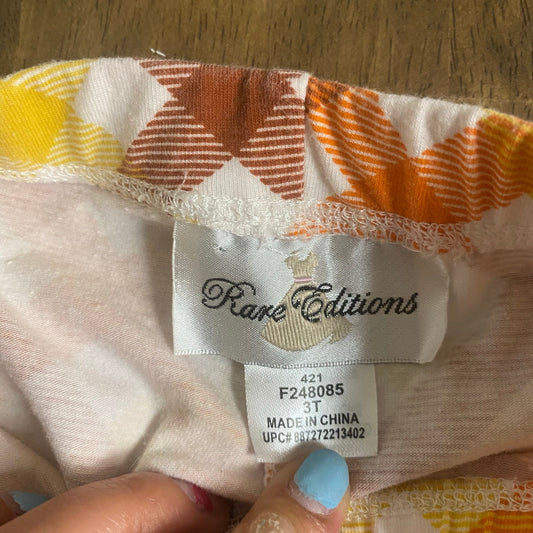 Rare Editions
421
F248085
3T
MADE IN CHINA
UPC# 887272213402